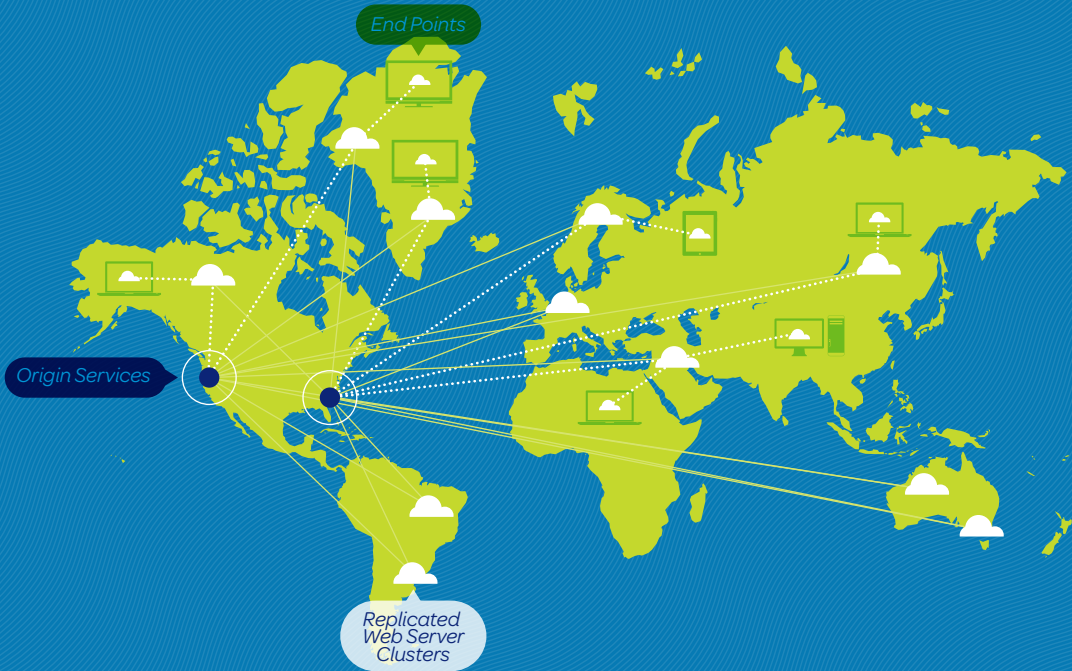 End Points
Origin Services
Replicated
Web Server
Clusters